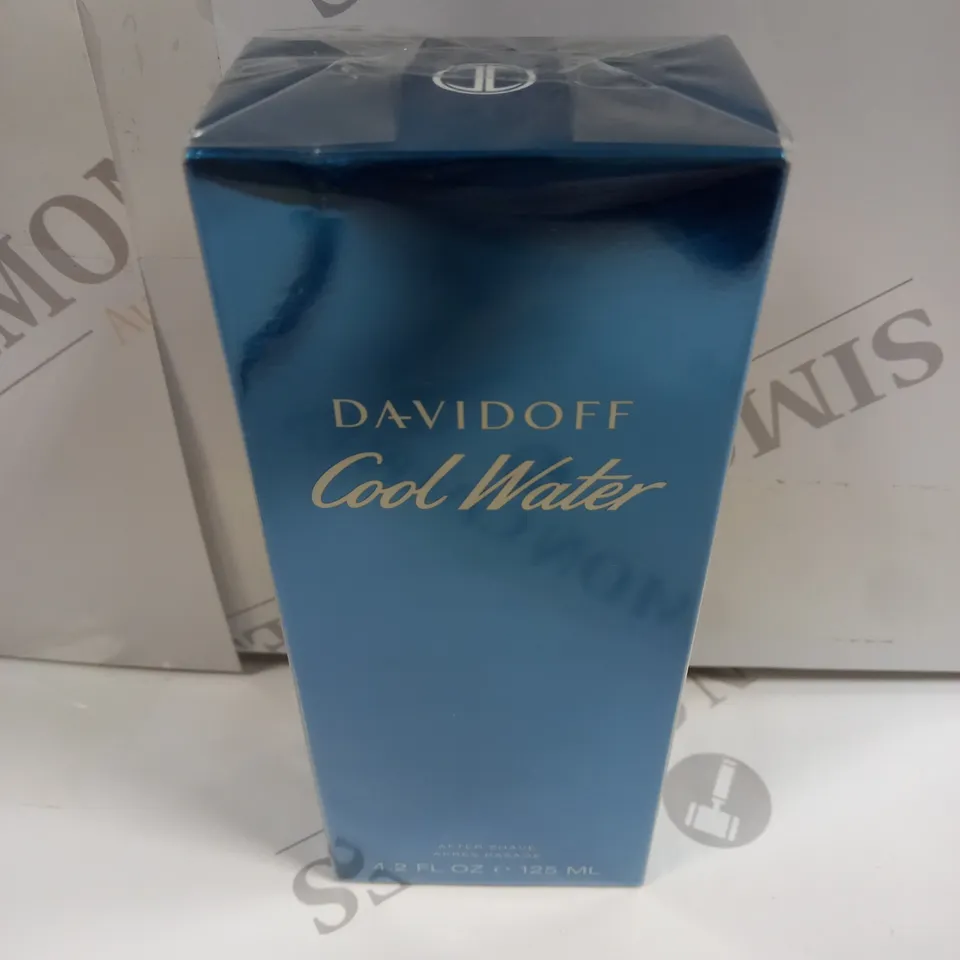 DAVIDOFF
Cool Water
AFTER SHAVE
APRÈS RASAGE
4.2 FL OZ e 125 ML